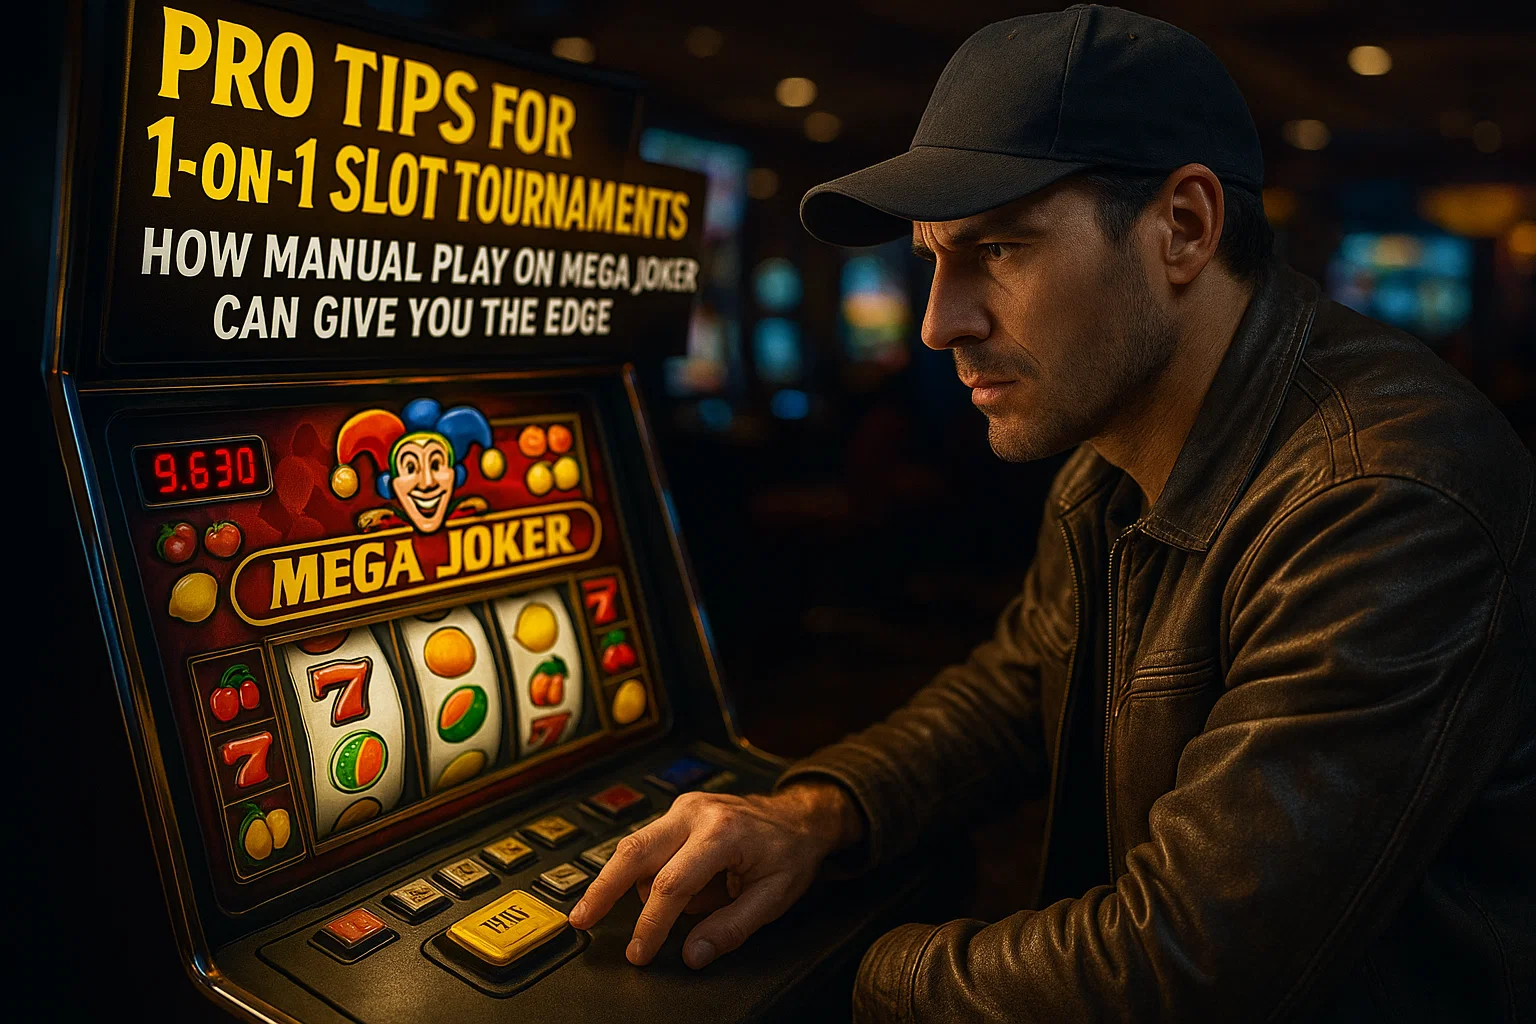 PRO TIPS FOR
1-ON-1 SLOT TOURNAMENTS
HOW MANUAL PLAY ON MEGA JOKER
CAN GIVE YOU THE EDGE
9.630
MEGA JOKER